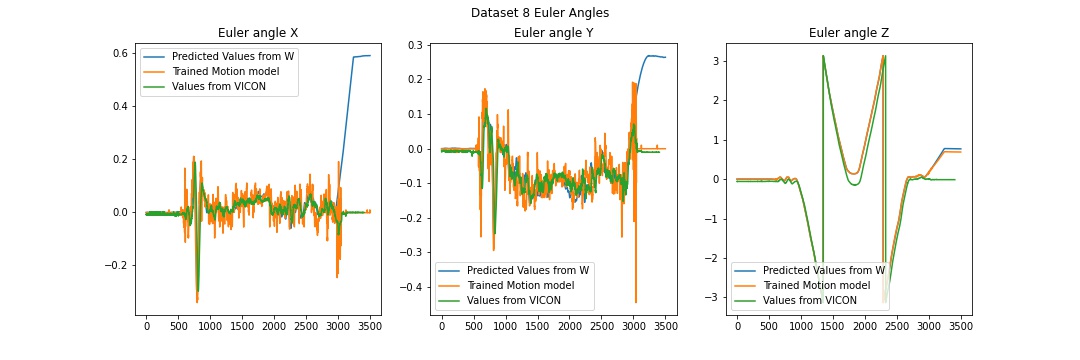 Dataset 8 Euler Angles
Euler angle X
Predicted Values from W
Trained Motion model
Values from VICON
0.6
0.4
0.2
0.0
−0.2
0 500 1000 1500 2000 2500 3000 3500
Euler angle Y
0.3
0.2
0.1
0.0
−0.1
−0.2
−0.3
−0.4
Predicted Values from W
Trained Motion model
Values from VICON
0 500 1000 1500 2000 2500 3000 3500
Euler angle Z
3
2
1
0
−1
−2
−3
Predicted Values from W
Trained Motion model
Values from VICON
0 500 1000 1500 2000 2500 3000 3500